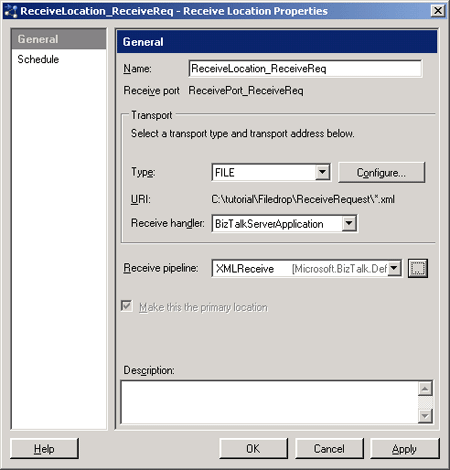 ReceiveLocation_ReceiveReq - Receive Location Properties
General
Schedule
General
Name: ReceiveLocation_ReceiveReq
Receive port ReceivePort_ReceiveReq
Transport
Select a transport type and transport address below.
Type: FILE Configure...
URI: C:\tutorial\Filedrop\ReceiveRequest\*.xml
Receive handler: BizTalkServerApplication
Receive pipeline: XMLReceive [Microsoft.BizTalk.Def ...
Make this the primary location
Description:
Help OK Cancel Apply